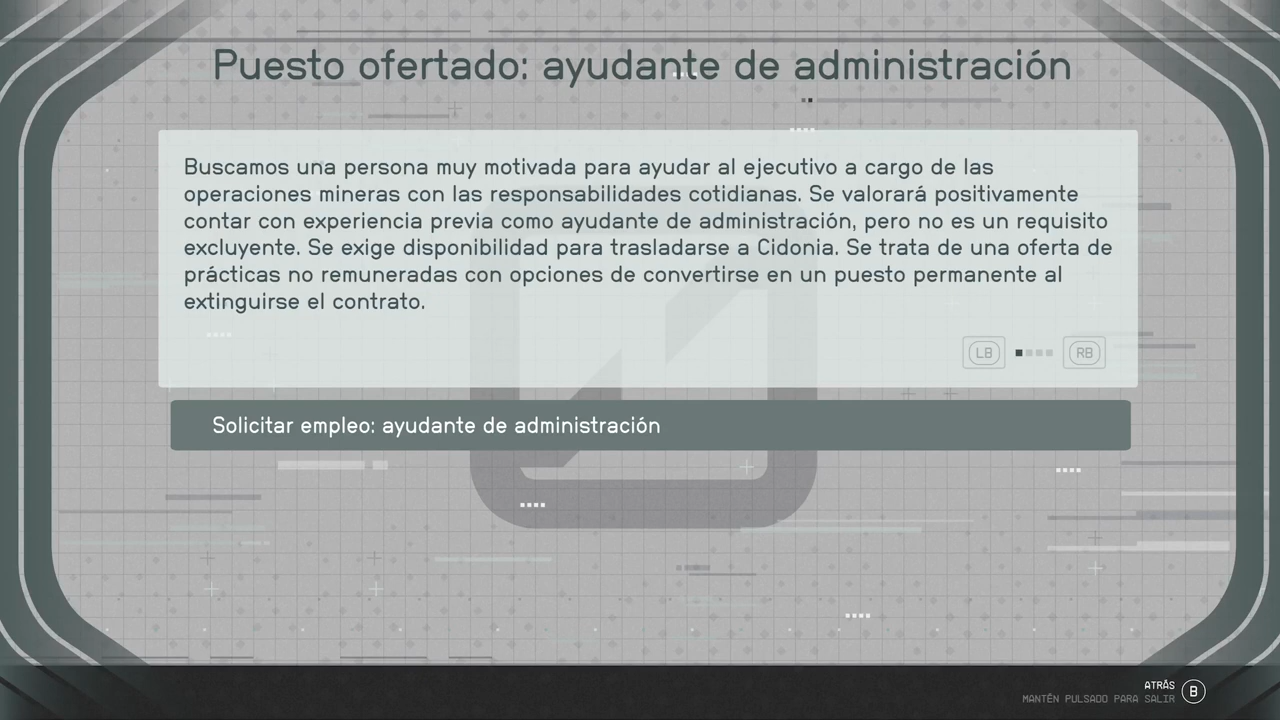 Puesto ofertado: ayudante de administración
Buscamos una persona muy motivada para ayudar al ejecutivo a cargo de las
operaciones mineras con las responsabilidades cotidianas. Se valorará positivamente
contar con experiencia previa como ayudante de administración, pero no es un requisito
excluyente. Se exige disponibilidad para trasladarse a Cidonia. Se trata de una oferta de
prácticas no remuneradas con opciones de convertirse en un puesto permanente al
extinguirse el contrato.
LB RB
Solicitar empleo: ayudante de administración
ATRÁS
MANTÉN PULSADO PARA SALIR
B